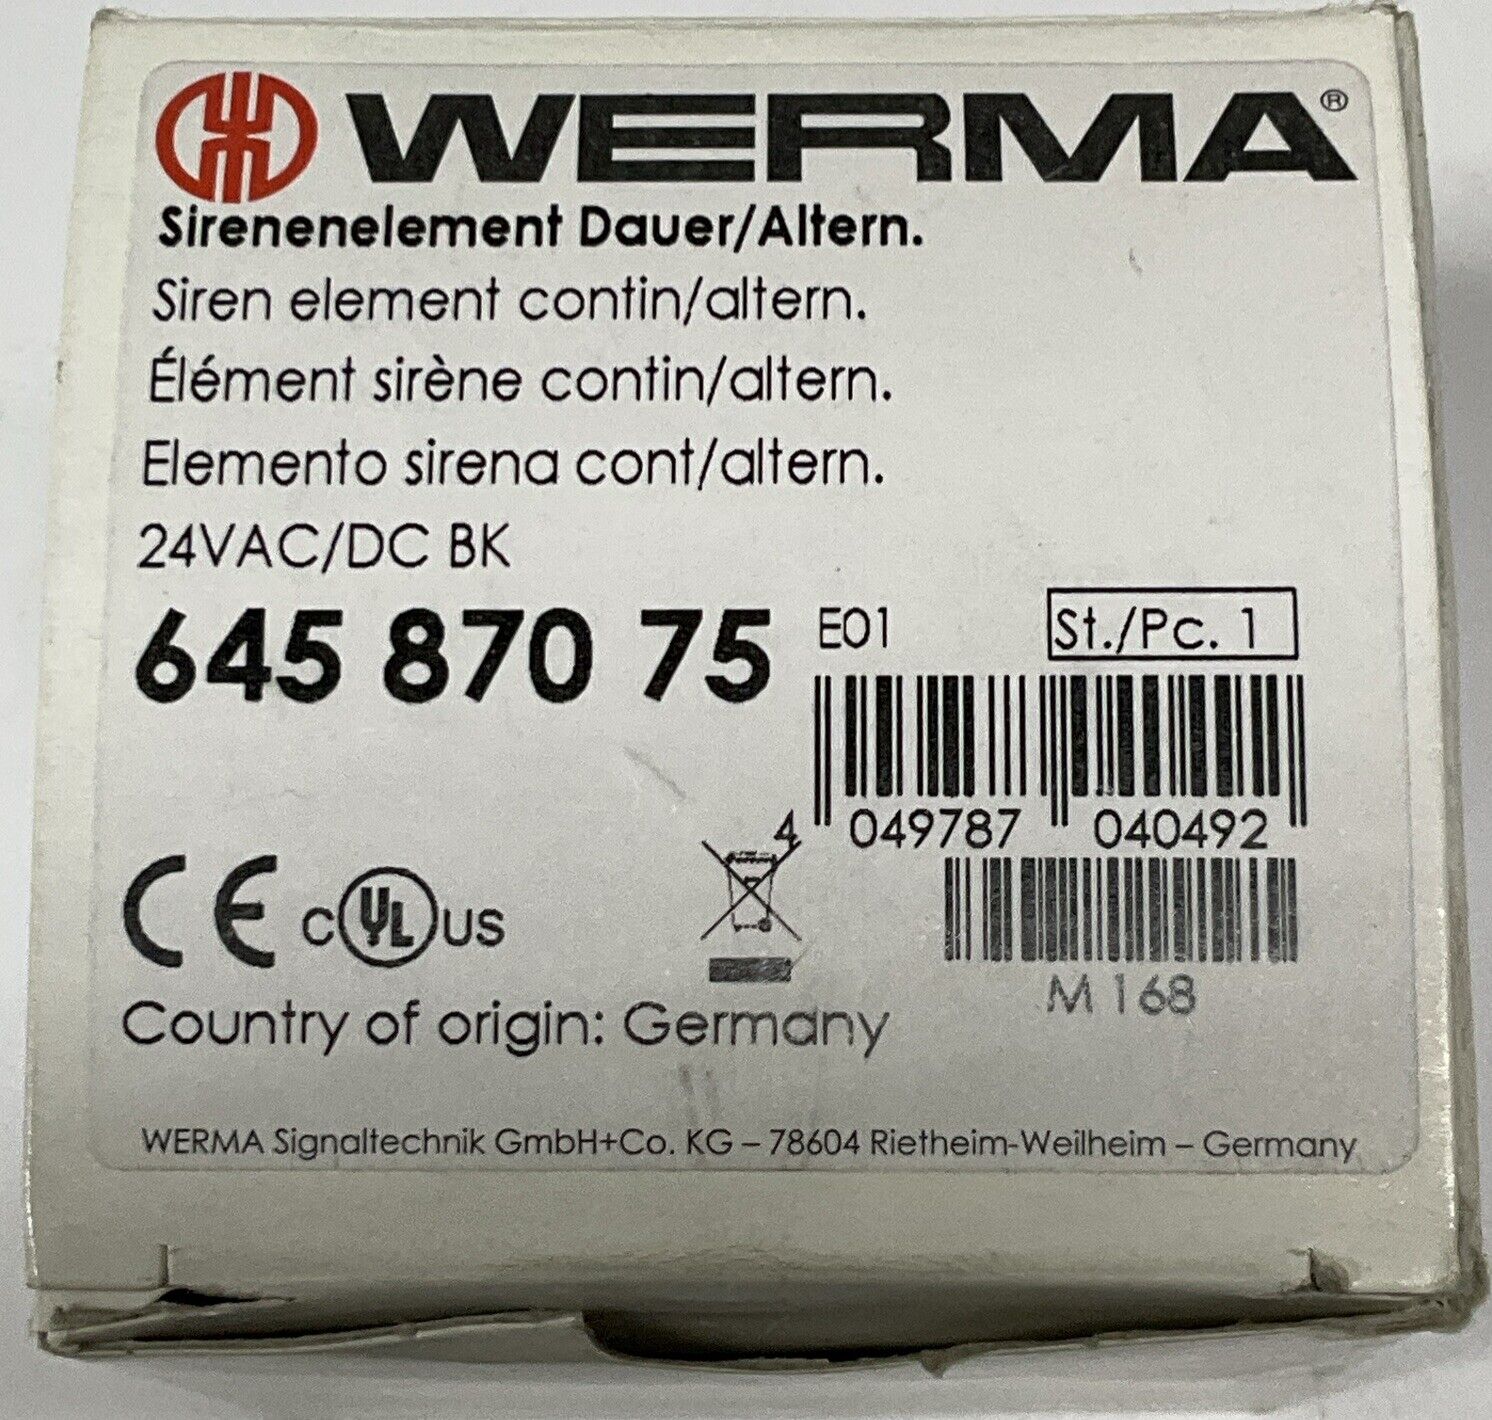 WERMA®
Sirenenelement Dauer/Altern.
Siren element contin/altern.
Élément sirène contin/altern.
Elemento sirena cont/altern.
24VAC/DC BK
645 870 75 E01 St./Pc. 1
4 049787 040492
CE c UL us
M 168
Country of origin: Germany
WERMA Signaltechnik GmbH+Co. KG – 78604 Rietheim-Weilheim – Germany